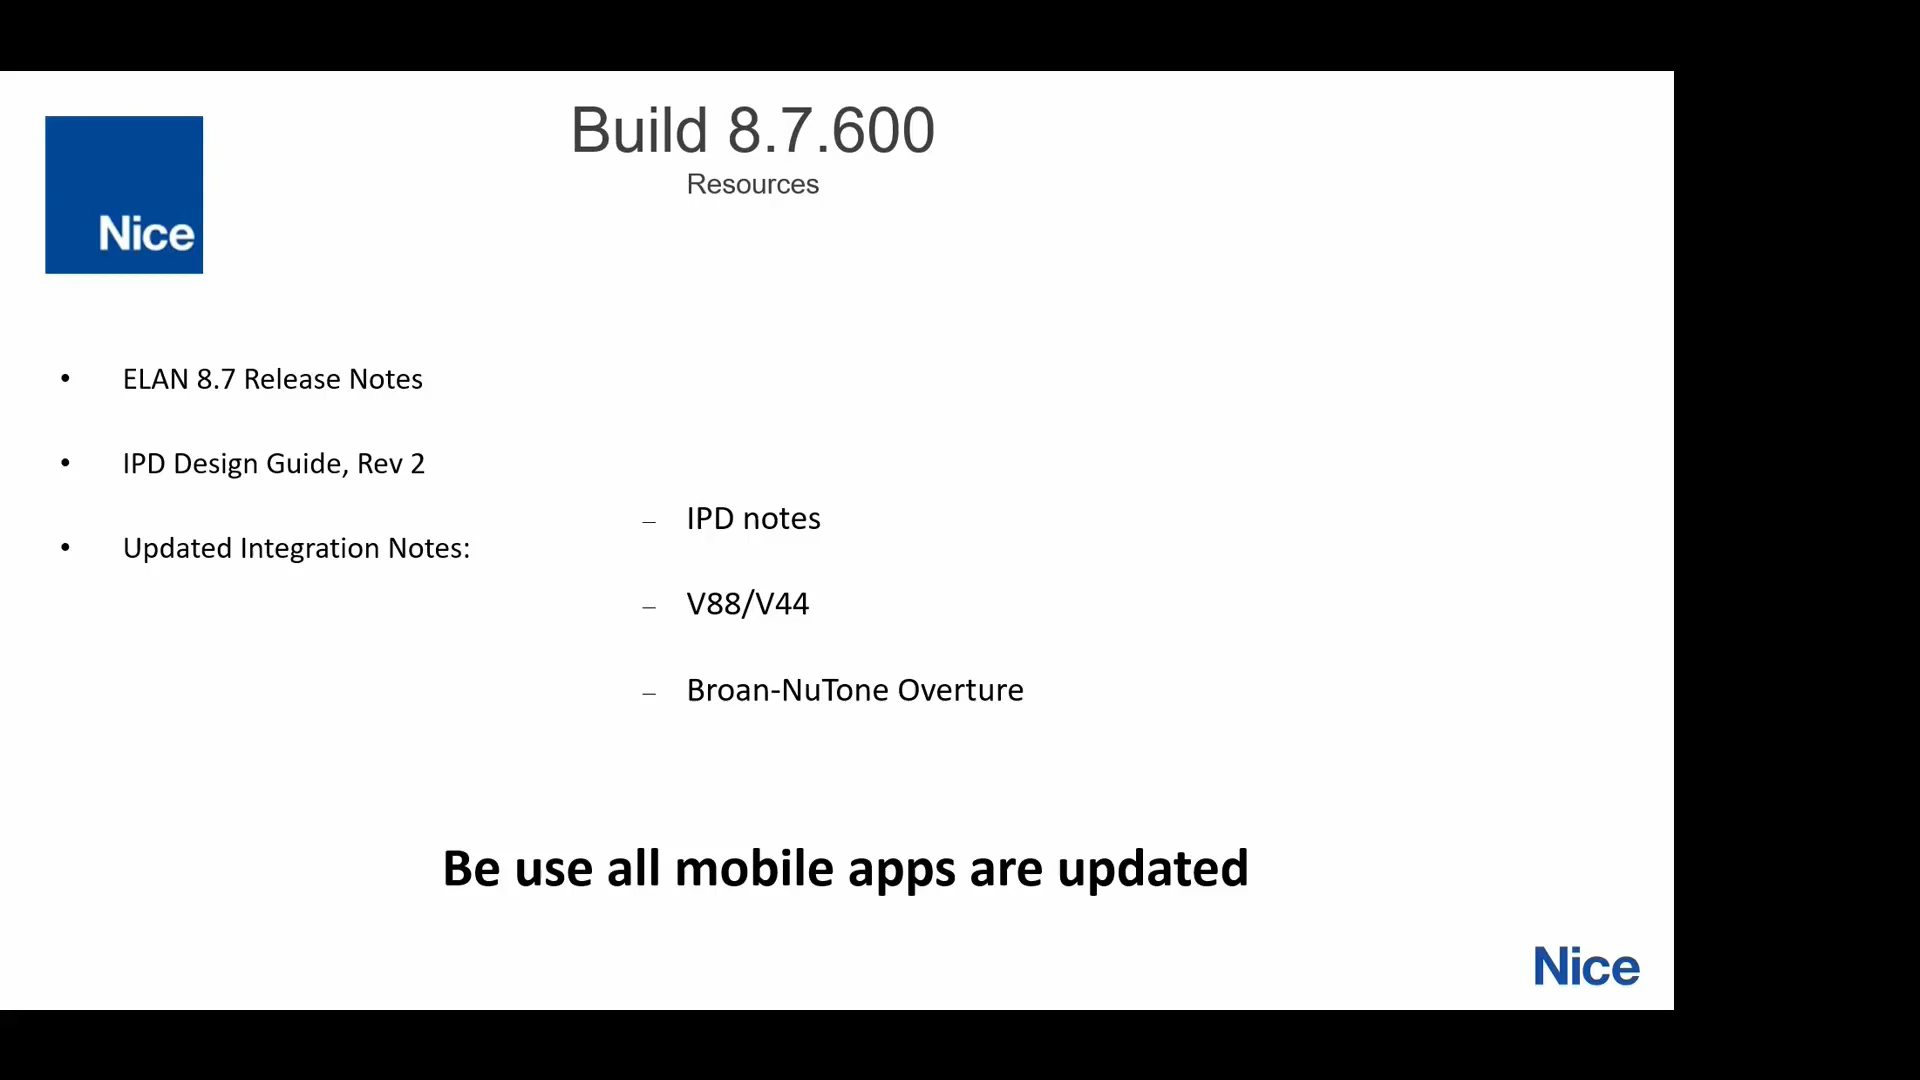 Build 8.7.600
Resources
Nice
• ELAN 8.7 Release Notes
• IPD Design Guide, Rev 2
• Updated Integration Notes:
– IPD notes
– V88/V44
– Broan-NuTone Overture
Be use all mobile apps are updated
Nice